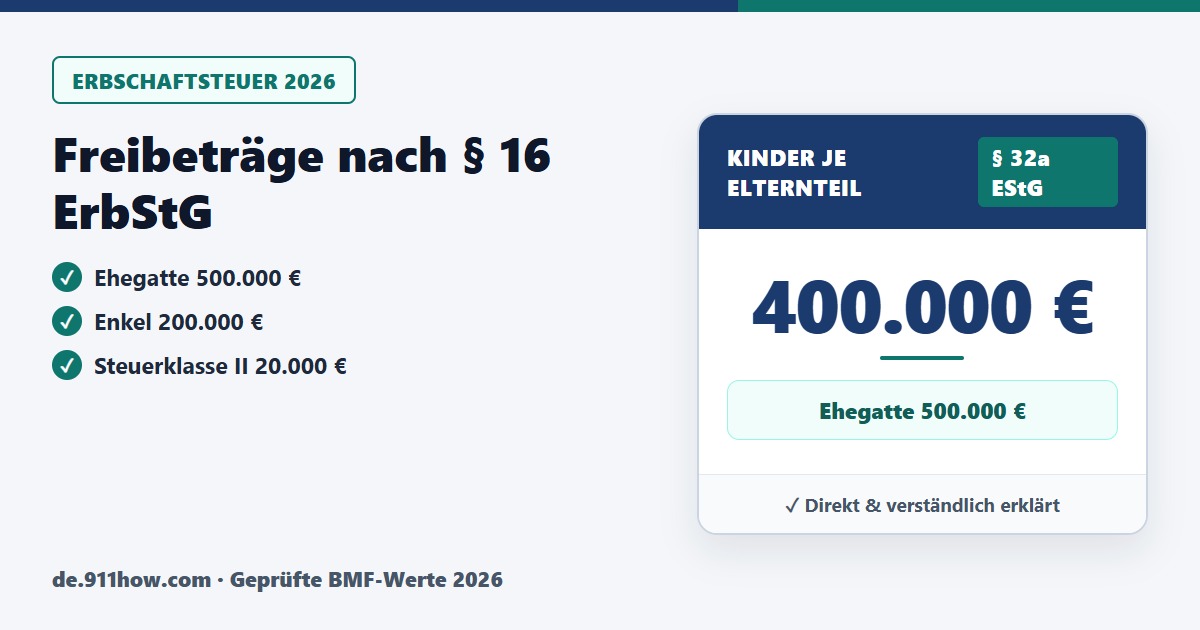 ERBSCHAFTSTEUER 2026
Freibeträge nach § 16
ErbStG
✓ Ehegatte 500.000 €
✓ Enkel 200.000 €
✓ Steuerklasse II 20.000 €
KINDER JE
ELTERNTEIL
§ 32a
EStG
400.000 €
Ehegatte 500.000 €
✓ Direkt & verständlich erklärt
de.911how.com · Geprüfte BMF-Werte 2026